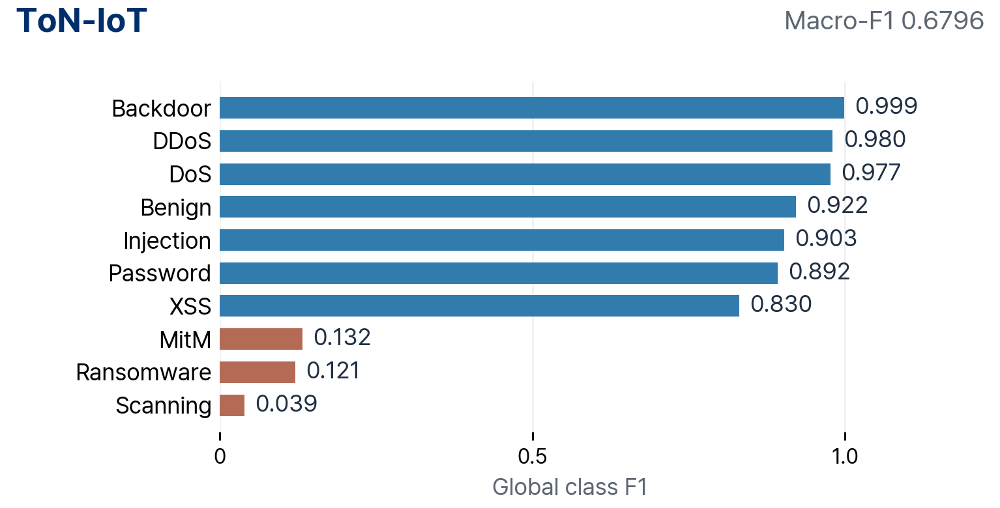 ToN-IoT
Macro-F1 0.6796
Backdoor 0.999
DDoS 0.980
DoS 0.977
Benign 0.922
Injection 0.903
Password 0.892
XSS 0.830
MitM 0.132
Ransomware 0.121
Scanning 0.039
0 0.5 1.0
Global class F1